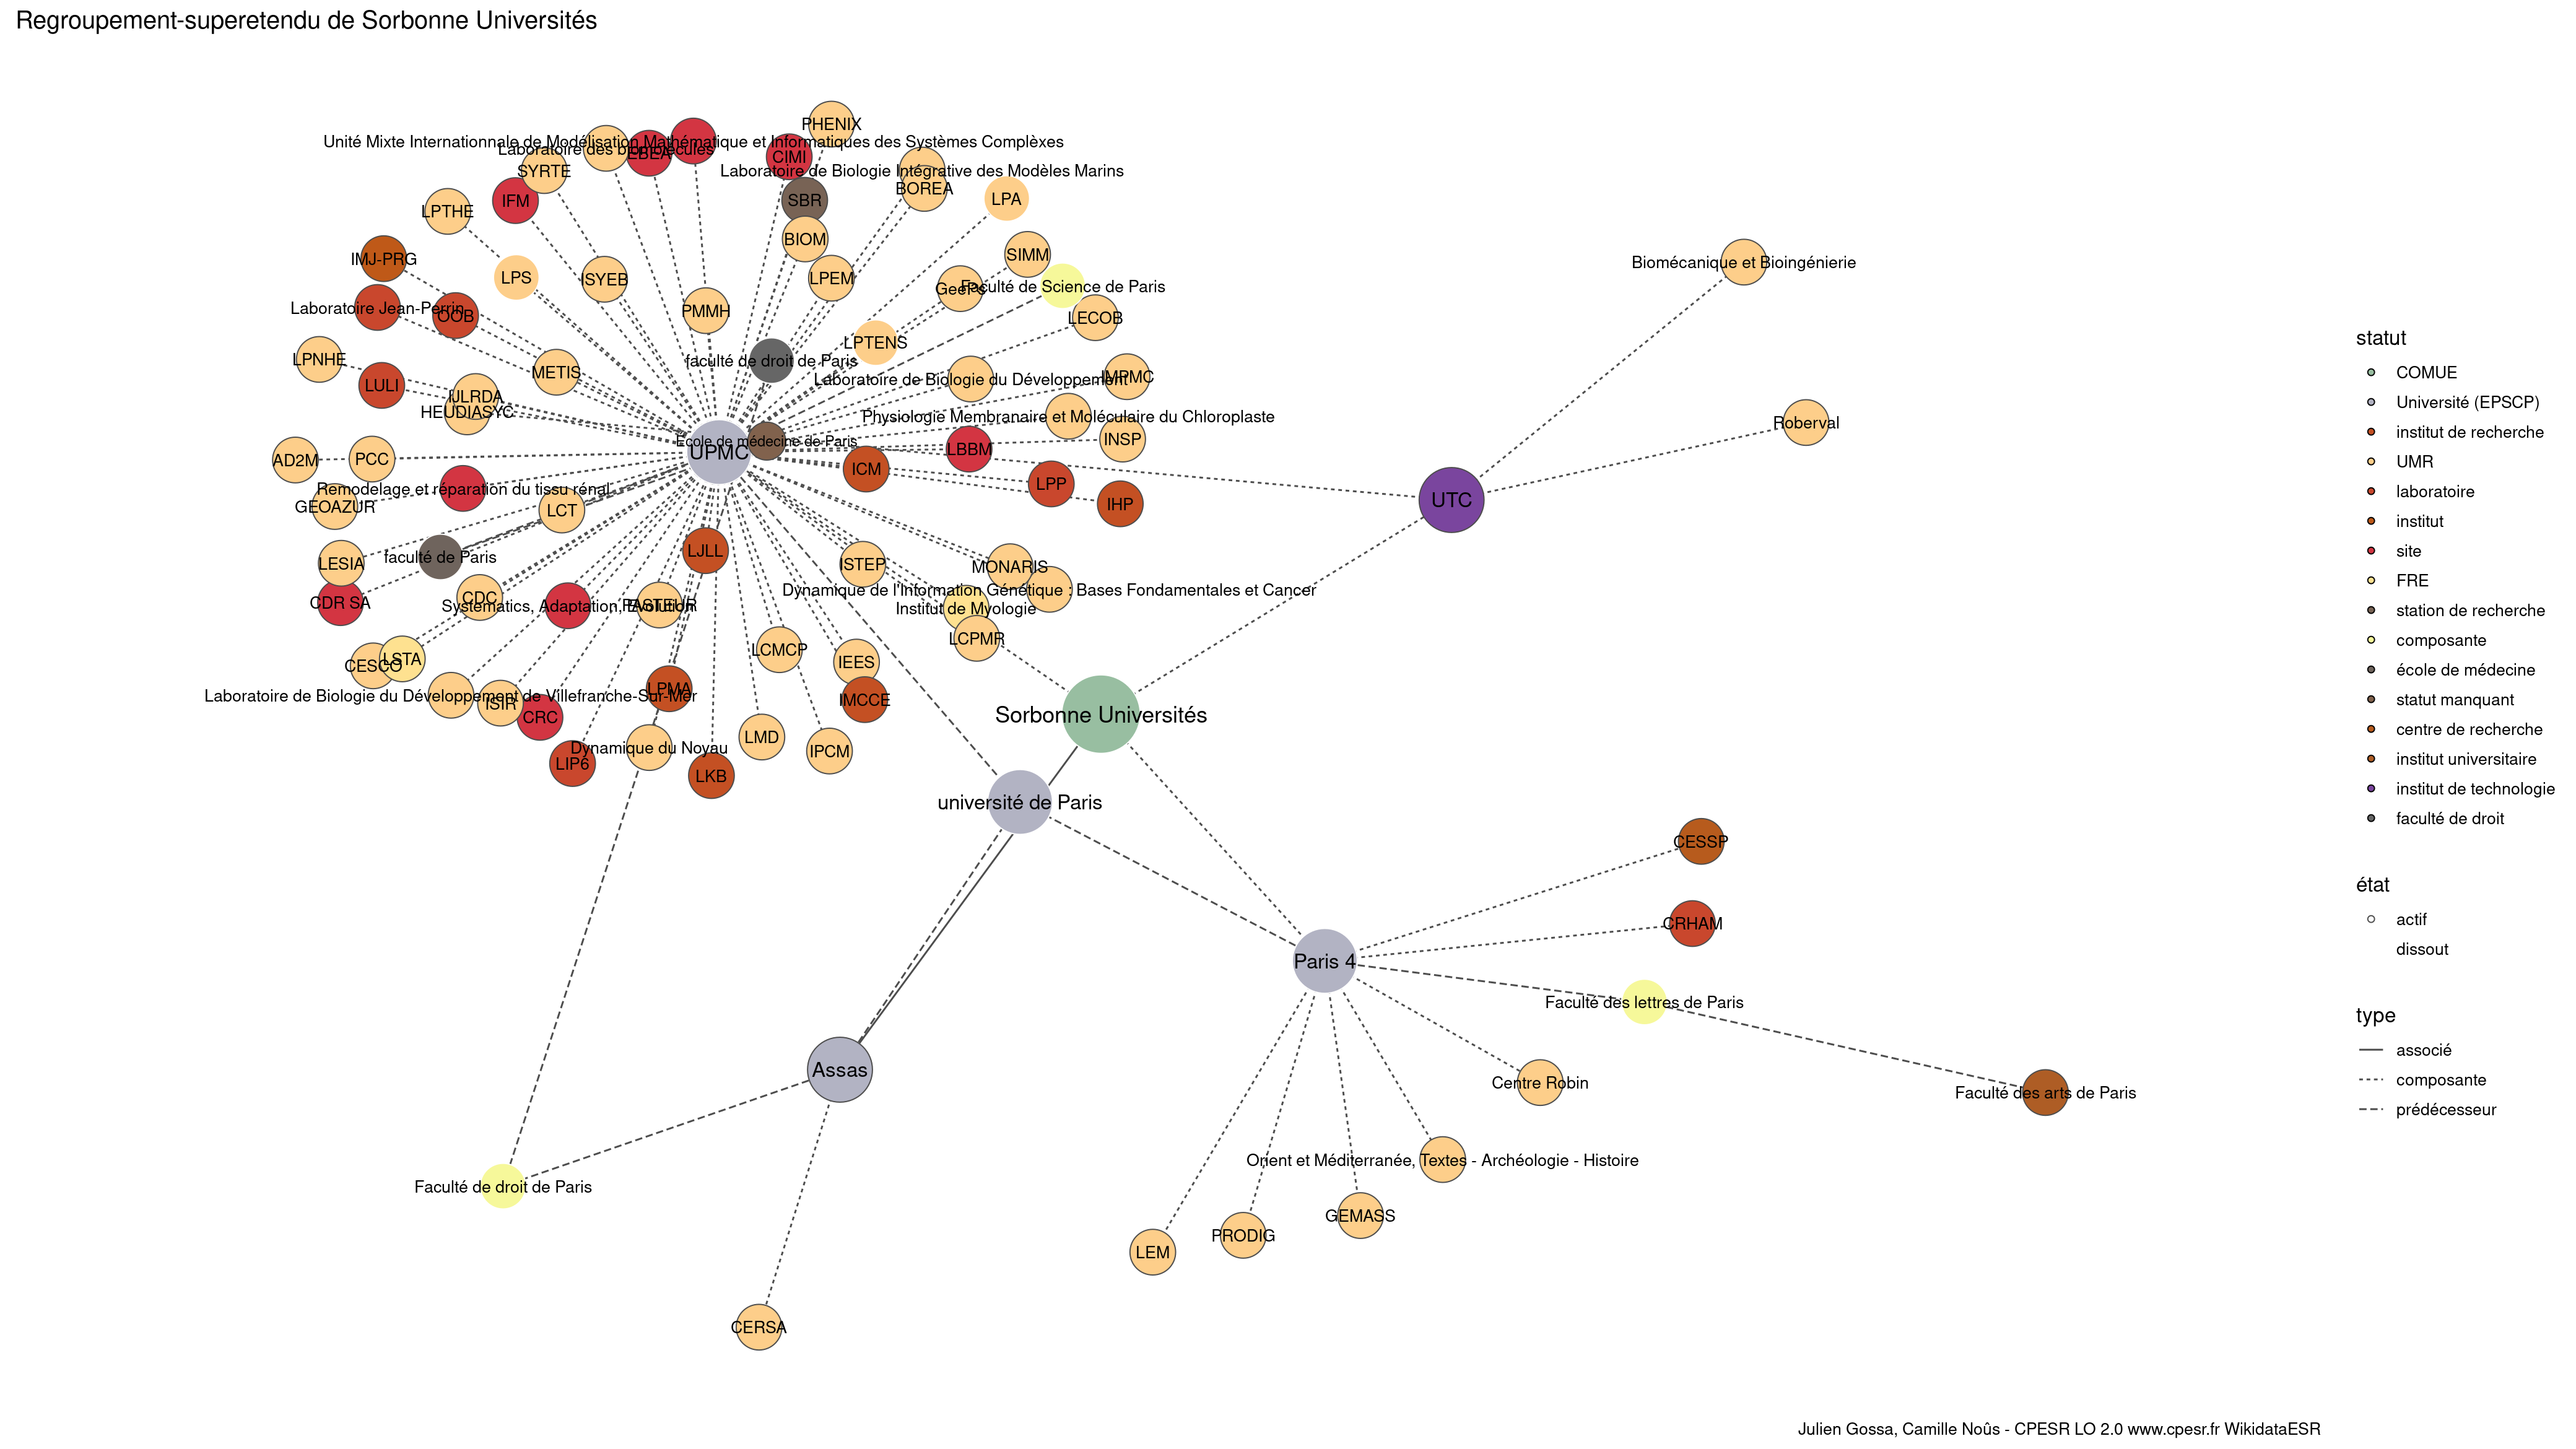 Regroupement-superetendu de Sorbonne Universités
PHENIX
Unité Mixte Internationnale de Modélisation Mathématique et Informatiques des Systèmes Complèxes
Laboratoire des biomolécules
EBEA
CIMI
SYRTE
Laboratoire de Biologie Intégrative des Modèles Marins
BOREA
IFM
SBR
LPA
LPTHE
BIOM
SIMM
IMJ-PRG
LPS
ISYEB
LPEM
GeePs
Faculté de Science de Paris
Biomécanique et Bioingénierie
Laboratoire Jean-Perrin
OOB
PMMH
LECOB
LPTENS
LPNHE
faculté de droit de Paris
METIS
Laboratoire de Biologie du Développement
IMPMC
LULI
IJLRDA
HEUDIASYC
Physiologie Membranaire et Moléculaire du Chloroplaste
Roberval
École de médecine de Paris
UPMC
LBBM
INSP
AD2M
PCC
ICM
LPP
UTC
Remodelage et réparation du tissu rénal
GEOAZUR
LCT
IHP
LJLL
faculté de Paris
LESIA
ISTEP
MONARIS
Dynamique de l'Information Génétique : Bases Fondamentales et Cancer
CDR SA
CDC
Systematics, Adaptation, Evolution
PASTEUR
Institut de Myologie
LCPMR
LCMCP
IEES
CESCO
LSTA
LPMA
Laboratoire de Biologie du Développement de Villefranche-Sur-Mer
ISIR
CRC
IMCCE
Sorbonne Universités
LMD
IPCM
Dynamique du Noyau
LIP6
LKB
université de Paris
CESSP
CRHAM
Paris 4
Faculté des lettres de Paris
Assas
Centre Robin
Faculté des arts de Paris
Orient et Méditerranée, Textes - Archéologie - Histoire
Faculté de droit de Paris
GEMASS
PRODIG
LEM
CERSA
statut
COMUE
Université (EPSCP)
institut de recherche
UMR
laboratoire
institut
site
FRE
station de recherche
composante
école de médecine
statut manquant
centre de recherche
institut universitaire
institut de technologie
faculté de droit
état
actif
dissout
type
associé
composante
prédécesseur
Julien Gossa, Camille Noûs - CPESR LO 2.0 www.cpesr.fr WikidataESR